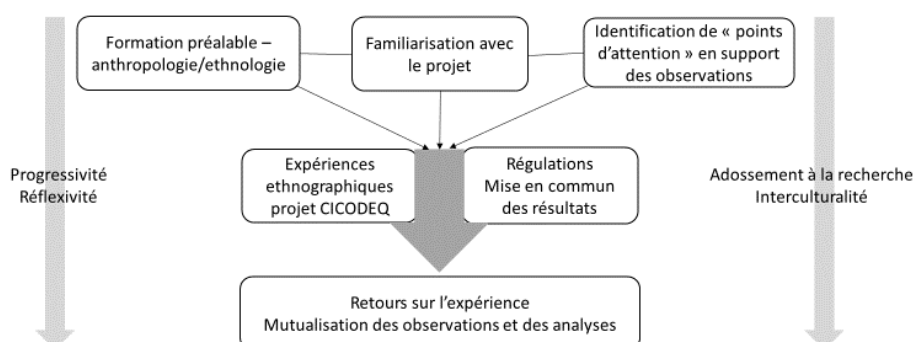 Formation préalable –
anthropologie/ethnologie
Familiarisation avec
le projet
Identification de « points
d’attention » en support
des observations
Progressivité
Réflexivité
Expériences
ethnographiques
projet CICODEQ
Régulations
Mise en commun
des résultats
Adossement à la recherche
Interculturalité
Retours sur l’expérience
Mutualisation des observations et des analyses